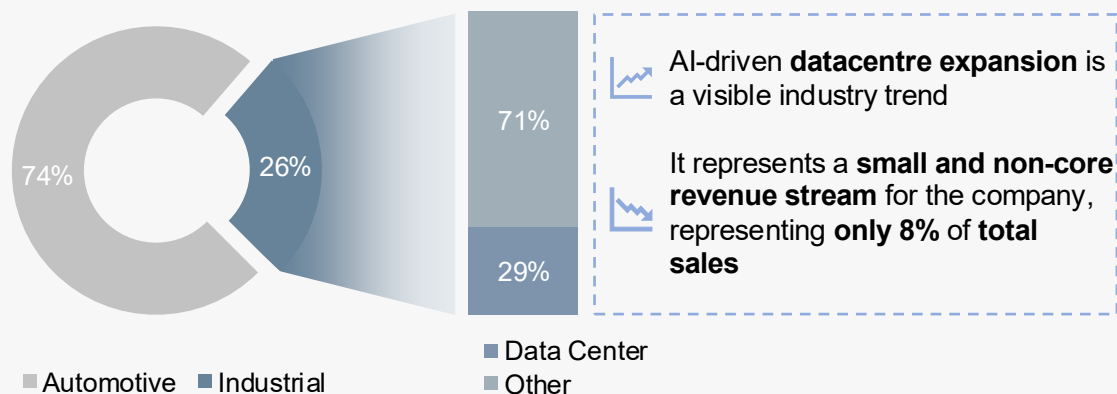 74%
26%
71%
29%
AI-driven datacentre expansion is
a visible industry trend
It represents a small and non-core
revenue stream for the company,
representing only 8% of total
sales
Automotive
Industrial
Data Center
Other